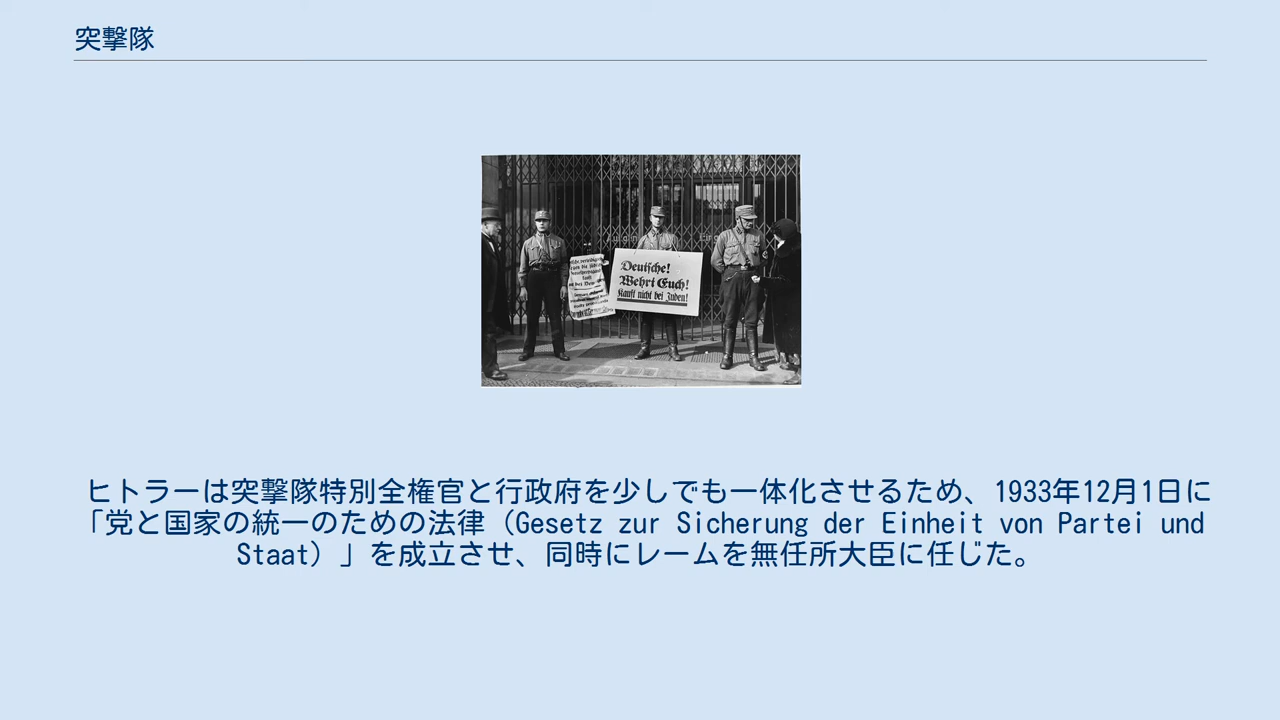 突撃隊
Deutsche!
Wehrt Euch!
Kauft nicht bei Juden!
ヒトラーは突撃隊特別全権官と行政府を少しでも一体化させるため、1933年12月1日に
「党と国家の統一のための法律（Gesetz zur Sicherung der Einheit von Partei und
Staat）」を成立させ、同時にレームを無任所大臣に任じた。